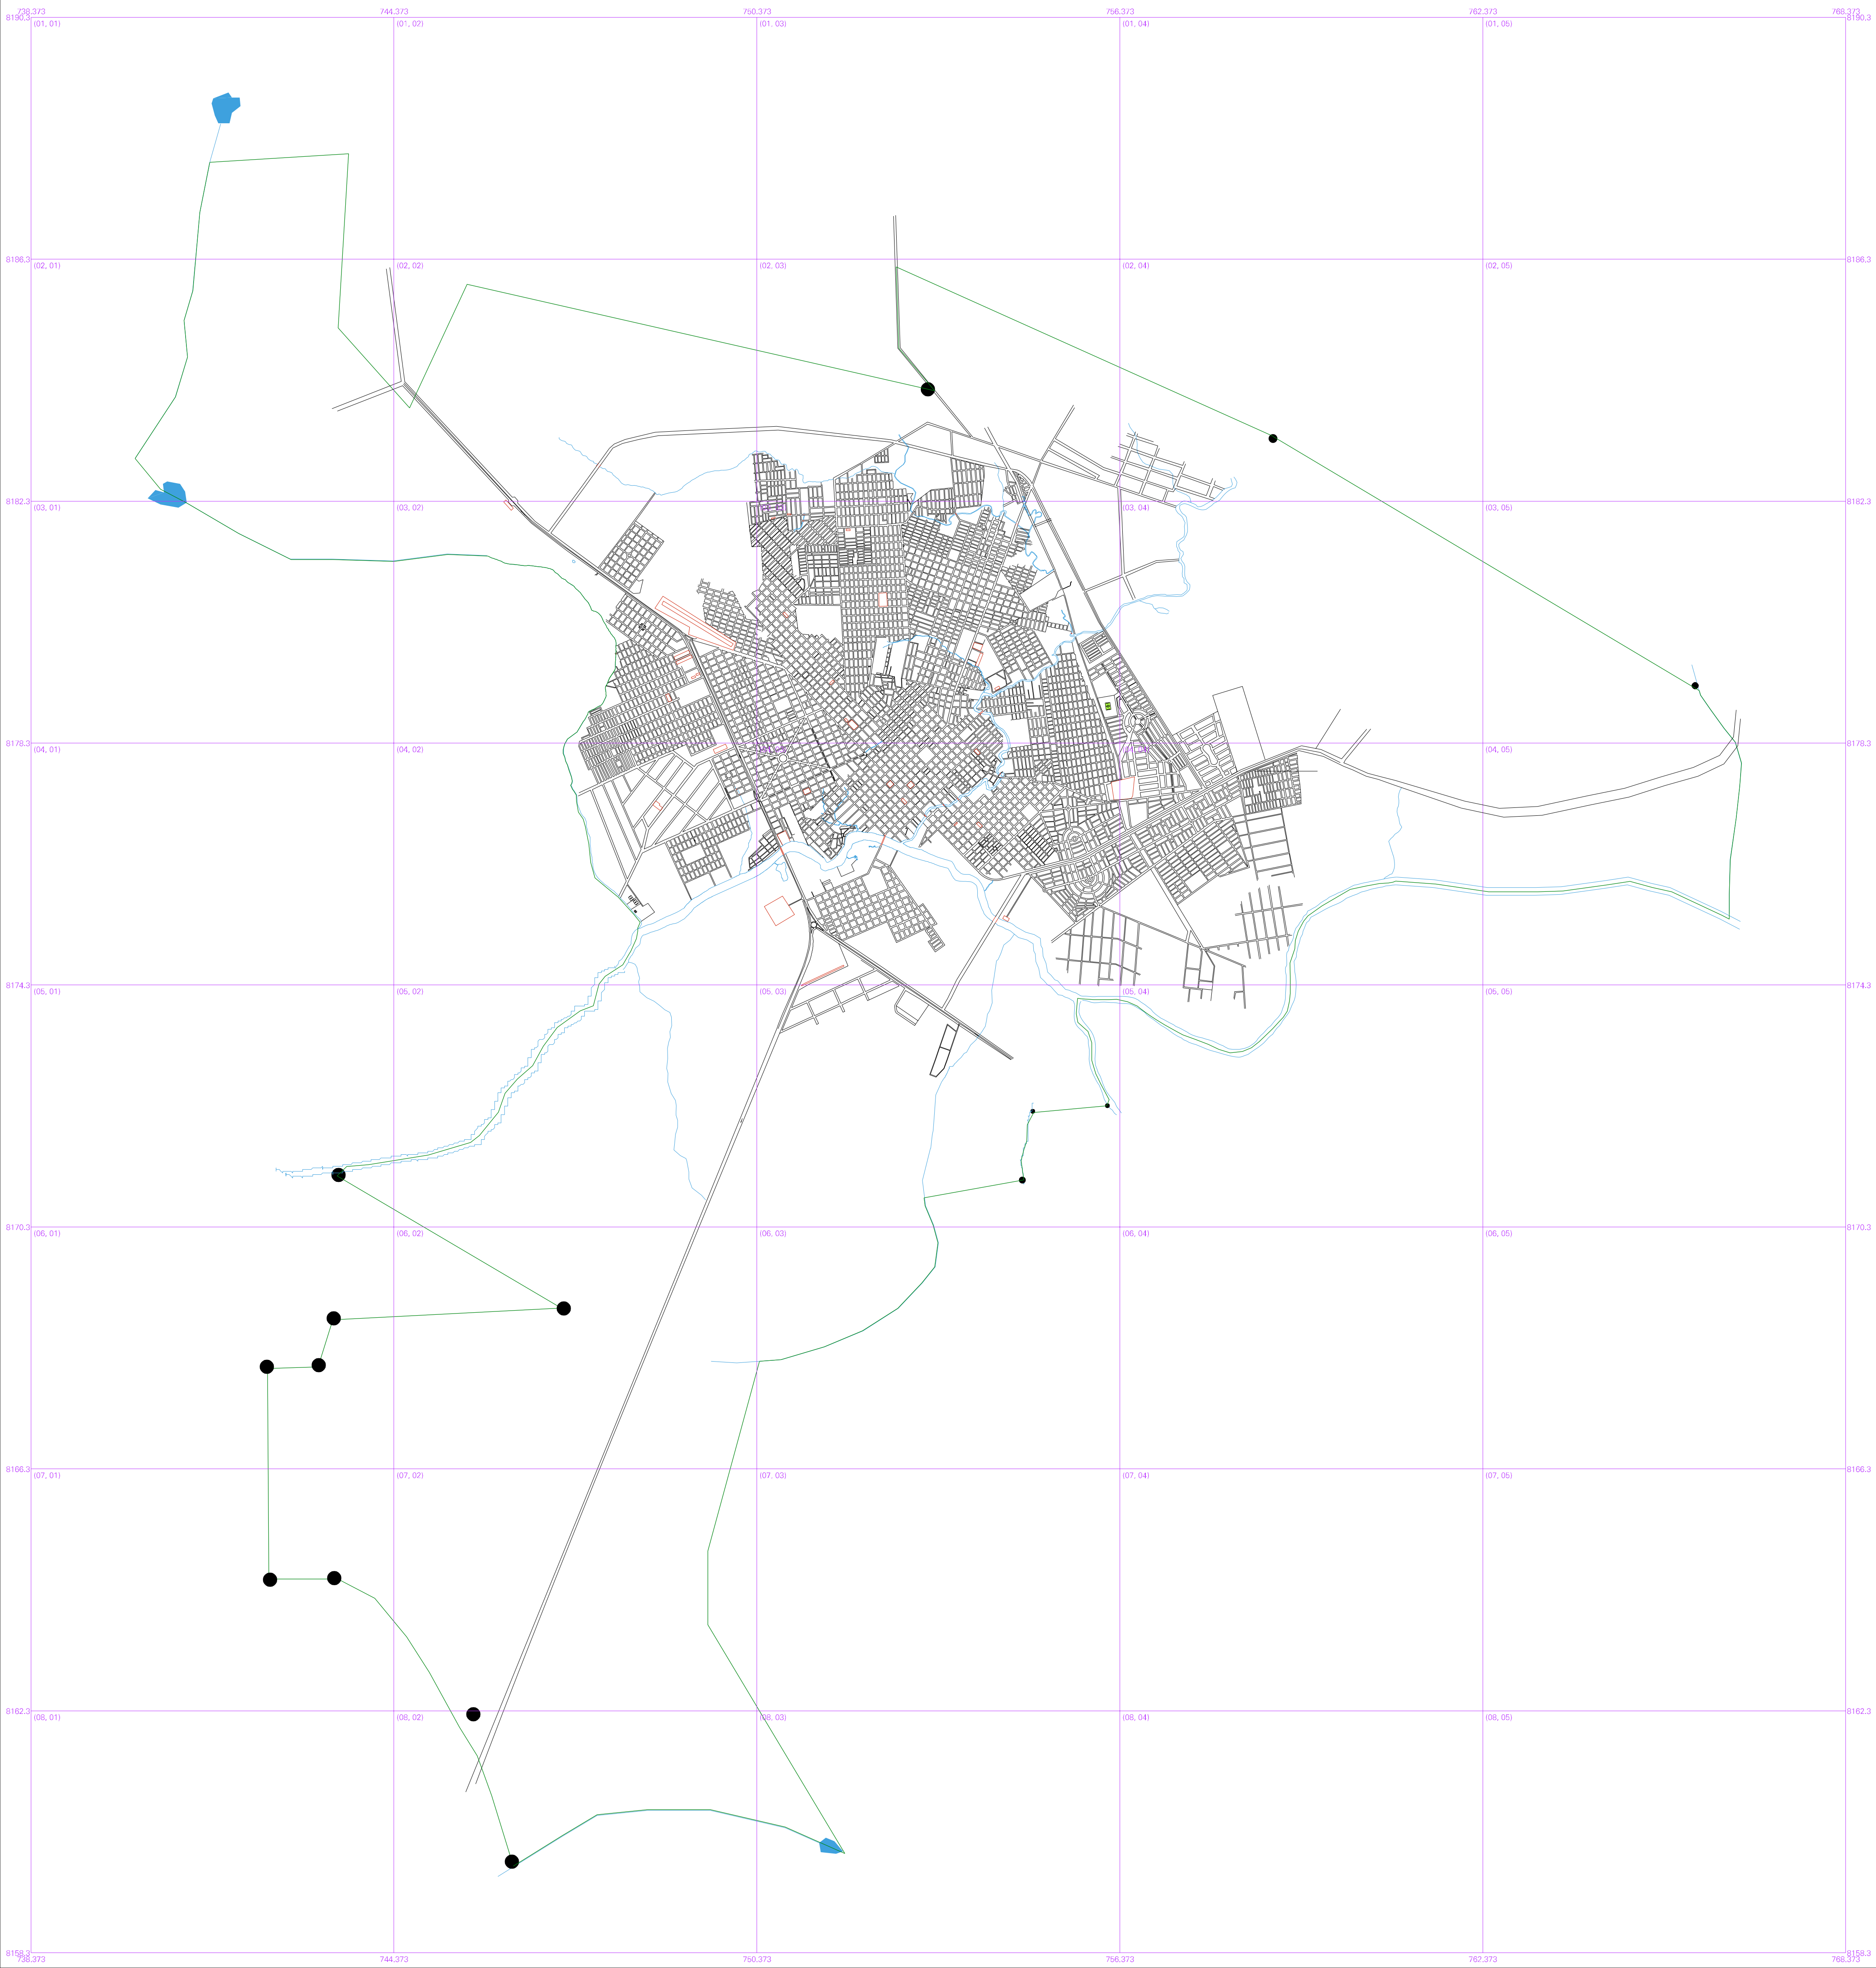 738.373 744.373 750.373 756.373 762.373 768.373
8190.3 8190.3
(01, 01) (01, 02) (01, 03) (01, 04) (01, 05)
8186.3 8186.3
(02, 01) (02, 02) (02, 03) (02, 04) (02, 05)
8182.3 8182.3
(03, 01) (03, 02) (03, 04) (03, 05)
8178.3 8178.3
(04, 01) (04, 02) (04, 05)
8174.3 8174.3
(05, 01) (05, 02) (05, 03) (05, 04) (05, 05)
8170.3 8170.3
(06, 01) (06, 02) (06, 03) (06, 04) (06, 05)
8166.3 8166.3
(07, 01) (07, 02) (07, 03) (07, 04) (07, 05)
8162.3 8162.3
(08, 01) (08, 02) (08, 03) (08, 04) (08, 05)
8158.3 8158.3
738.373 744.373 750.373 756.373 762.373 768.373